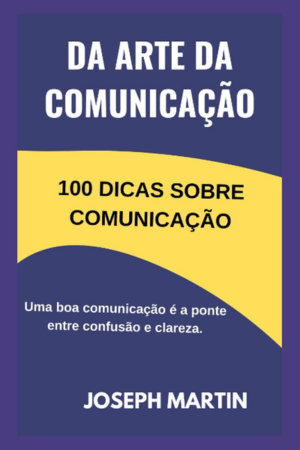 DA ARTE DA
COMUNICAÇÃO
100 DICAS SOBRE
COMUNICAÇÃO
Uma boa comunicação é a ponte
entre confusão e clareza.
JOSEPH MARTIN